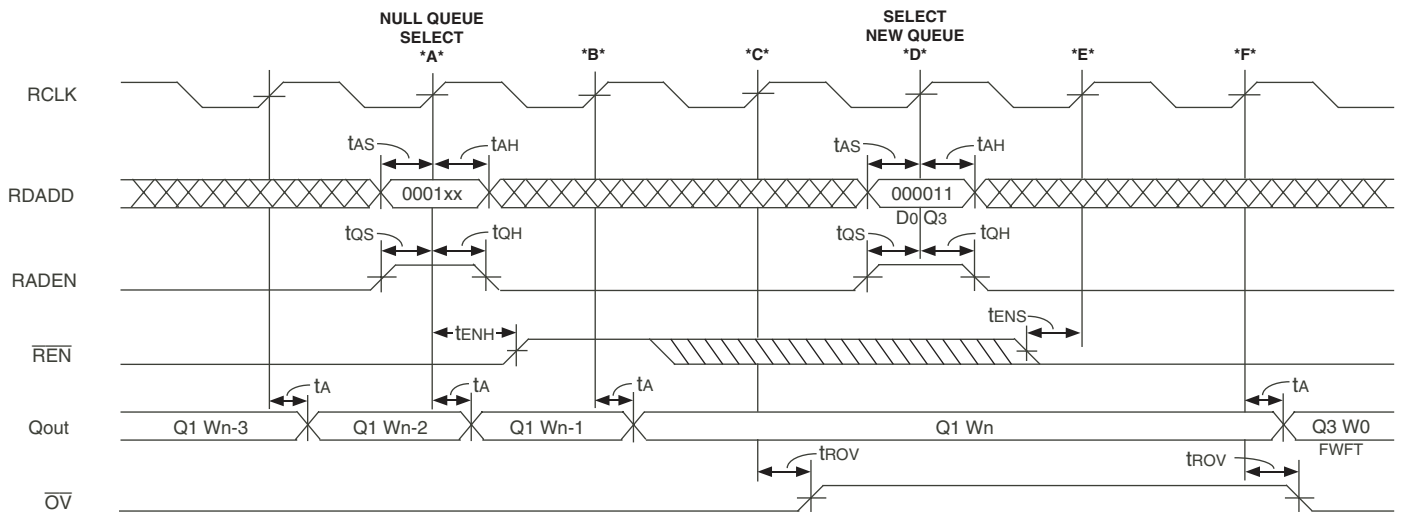 NULL QUEUE
SELECT
*A*
*B*
*C*
SELECT
NEW QUEUE
*D*
*E*
*F*
RCLK
tAS
tAH
tAS
tAH
RDADD
0001xx
000011
D0 Q3
tQS
tQH
tQS
tQH
RADEN
tENH
tENS
REN
tA
tA
tA
tA
Qout
Q1 Wn-3
Q1 Wn-2
Q1 Wn-1
Q1 Wn
Q3 W0
FWFT
tROV
tROV
OV